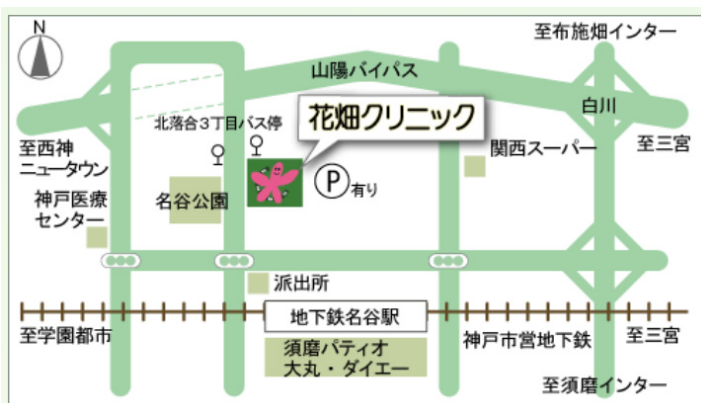 N
至布施畑インター
山陽バイパス
白川
北落合3丁目バス停
花畑クリニック
至西神
ニュータウン
関西スーパー
至三宮
神戸医療
センター
名谷公園
P
有り
派出所
地下鉄名谷駅
至学園都市
神戸市営地下鉄
至三宮
須磨パティオ
大丸・ダイエー
至須磨インター